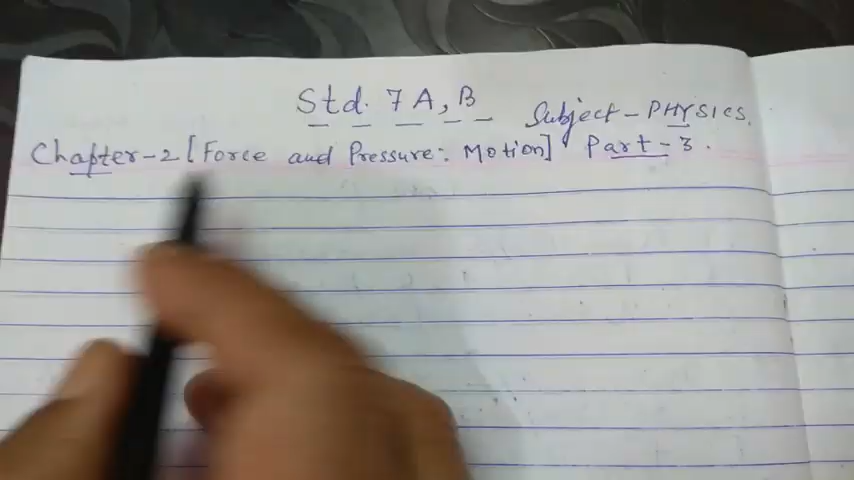 Std. 7 A, B
Subject - PHYSICS.
Chapter-2 [Force and Pressure: Motion] Part-3.